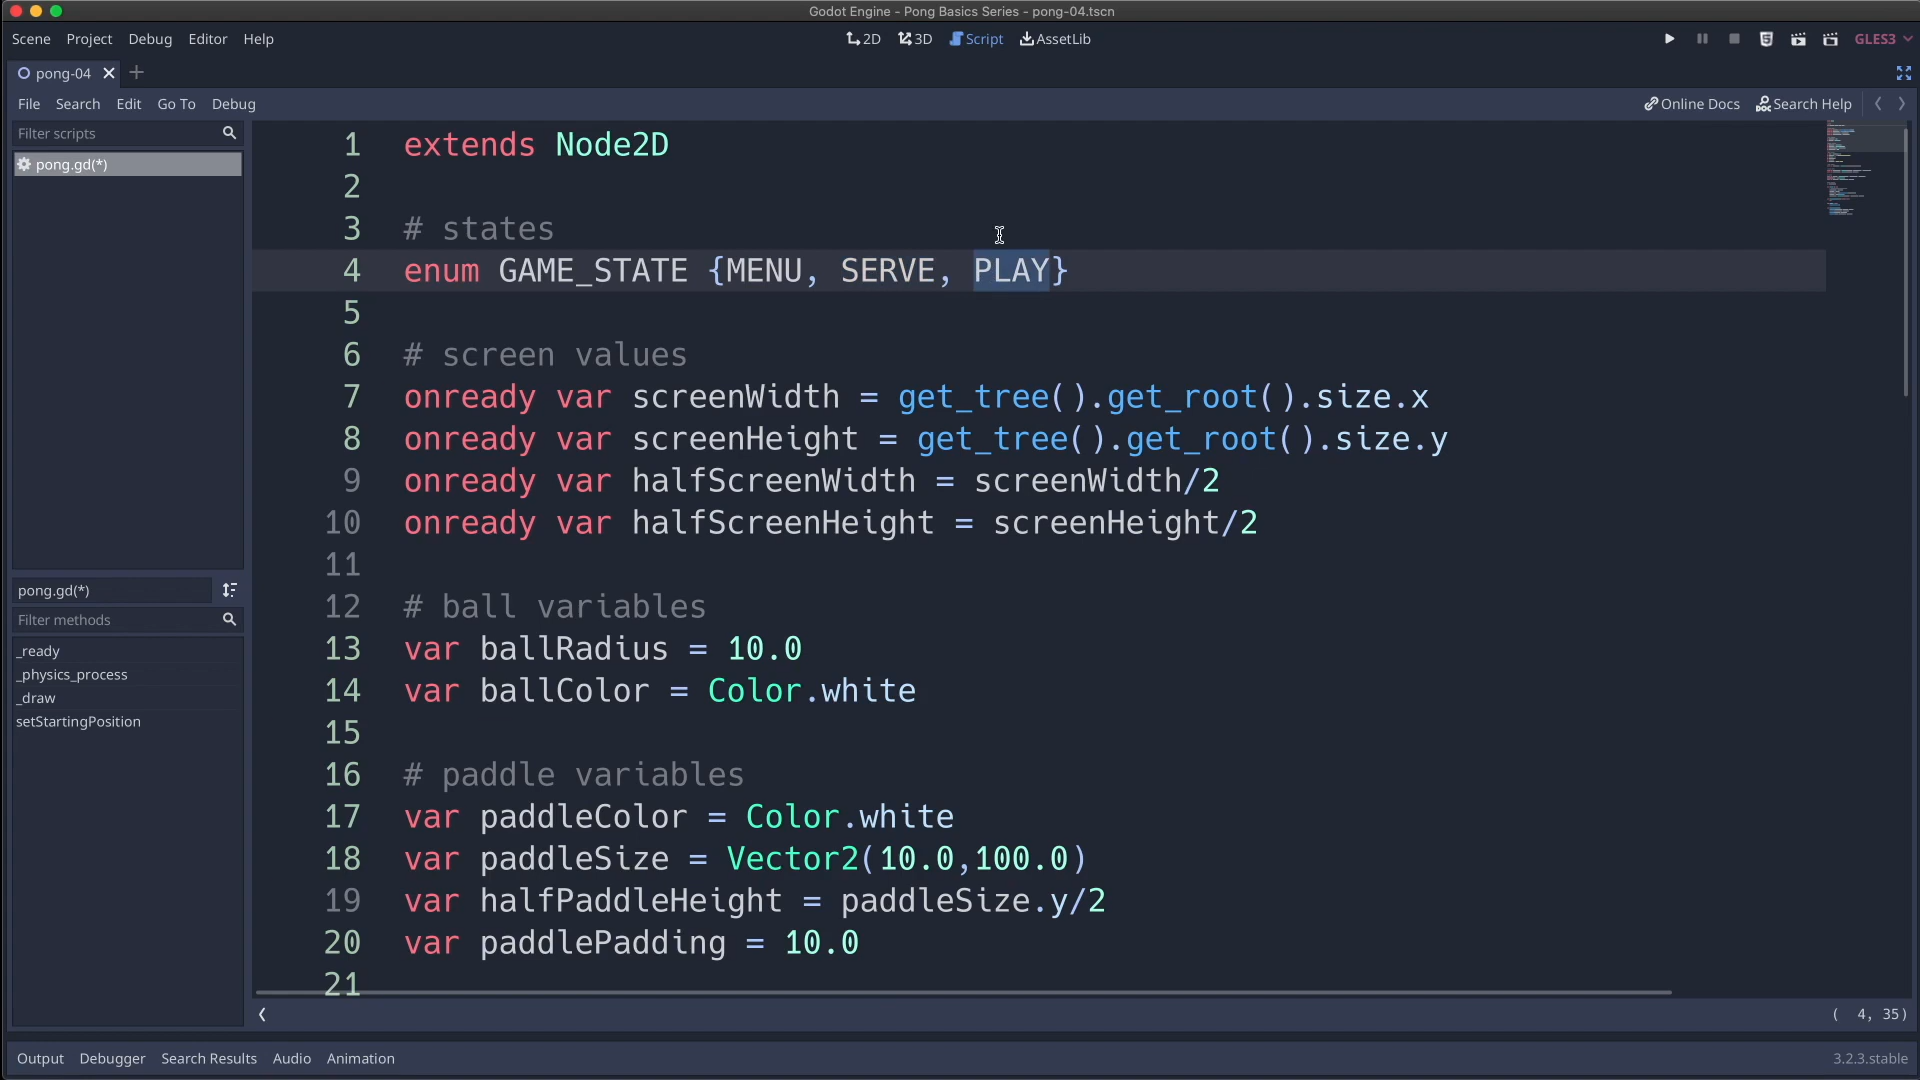 Godot Engine - Pong Basics Series - pong-04.tscn
Scene Project Debug Editor Help
2D 3D Script AssetLib
GLES3
pong-04
File Search Edit Go To Debug
Online Docs Search Help
Filter scripts
pong.gd(*)
pong.gd(*)
Filter methods
_ready
_physics_process
_draw
setStartingPosition
1 extends Node2D
2
3 # states
4 enum GAME_STATE {MENU, SERVE, PLAY}
5
6 # screen values
7 onready var screenWidth = get_tree().get_root().size.x
8 onready var screenHeight = get_tree().get_root().size.y
9 onready var halfScreenWidth = screenWidth/2
10 onready var halfScreenHeight = screenHeight/2
11
12 # ball variables
13 var ballRadius = 10.0
14 var ballColor = Color.white
15
16 # paddle variables
17 var paddleColor = Color.white
18 var paddleSize = Vector2(10.0,100.0)
19 var halfPaddleHeight = paddleSize.y/2
20 var paddlePadding = 10.0
21
( 4, 35)
Output Debugger Search Results Audio Animation
3.2.3.stable